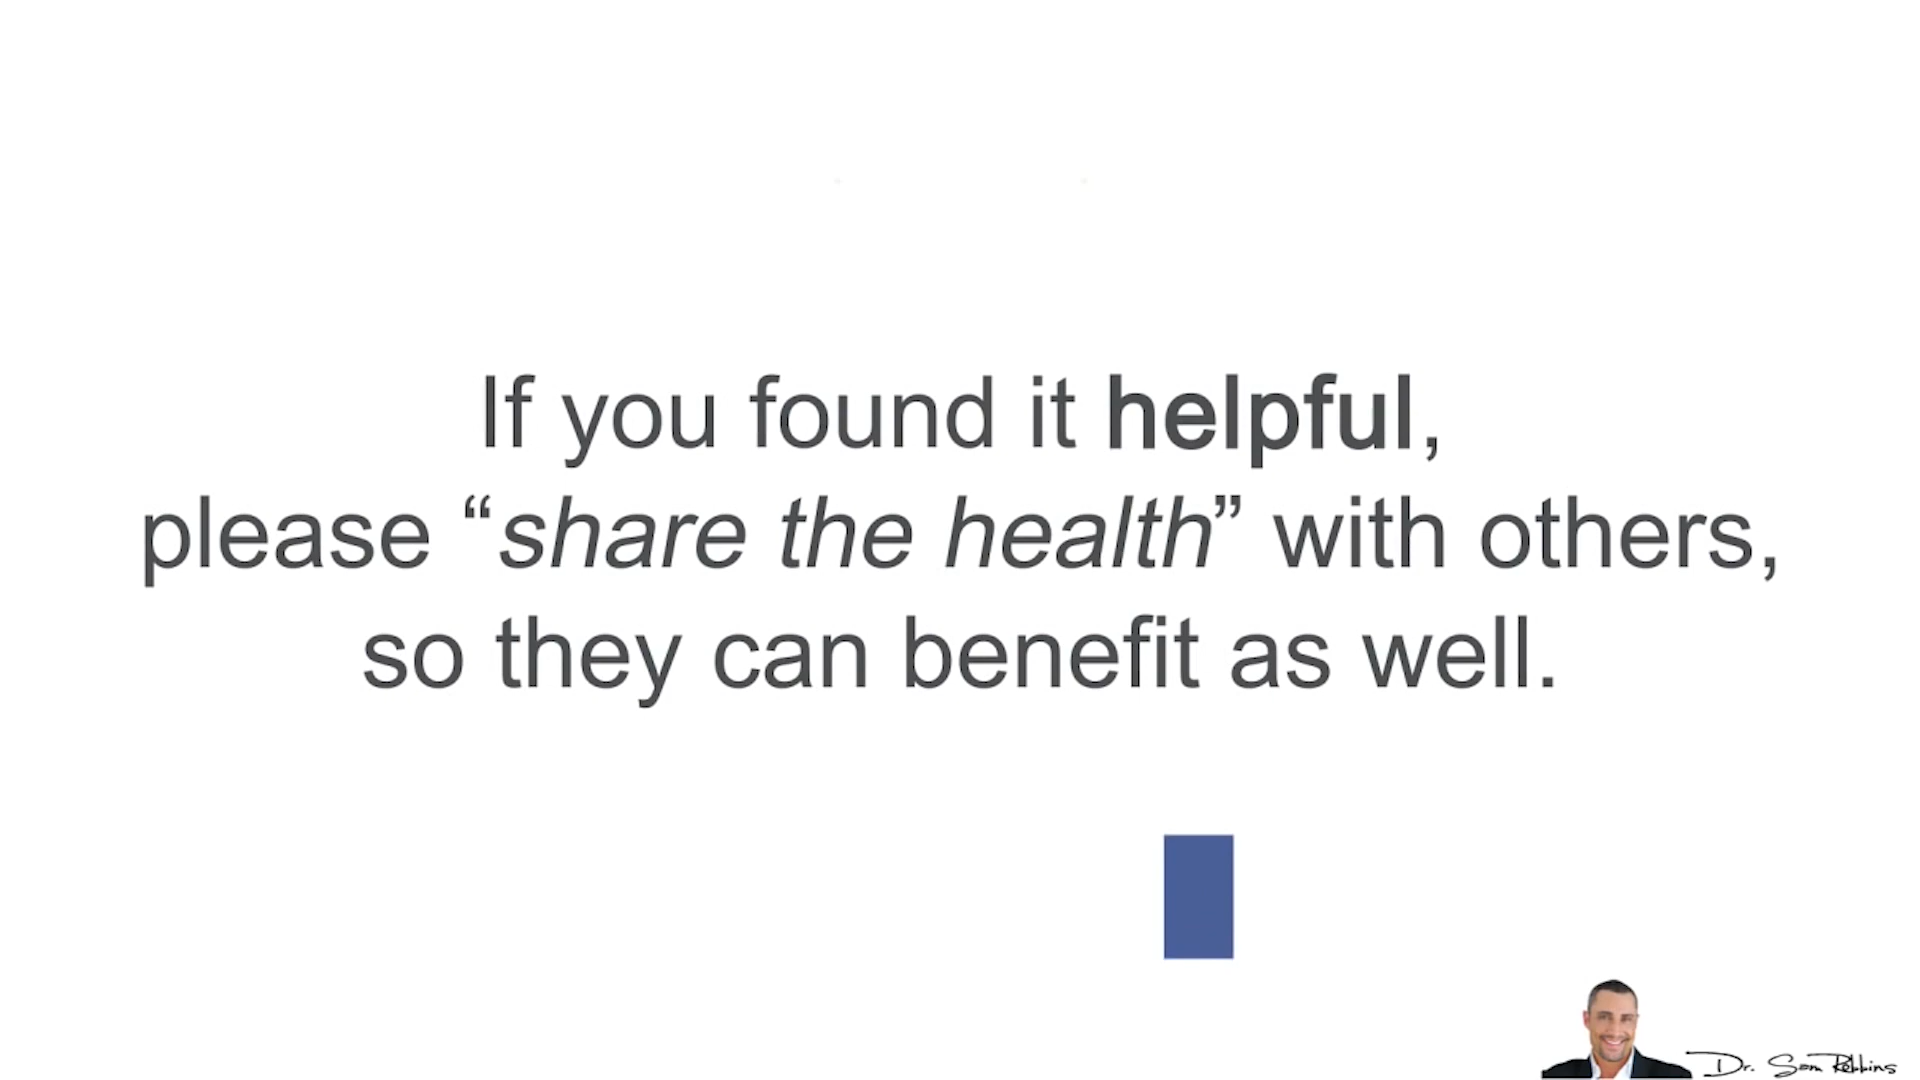 If you found it helpful,
please “share the health” with others,
so they can benefit as well.
Dr. Sam Robbins